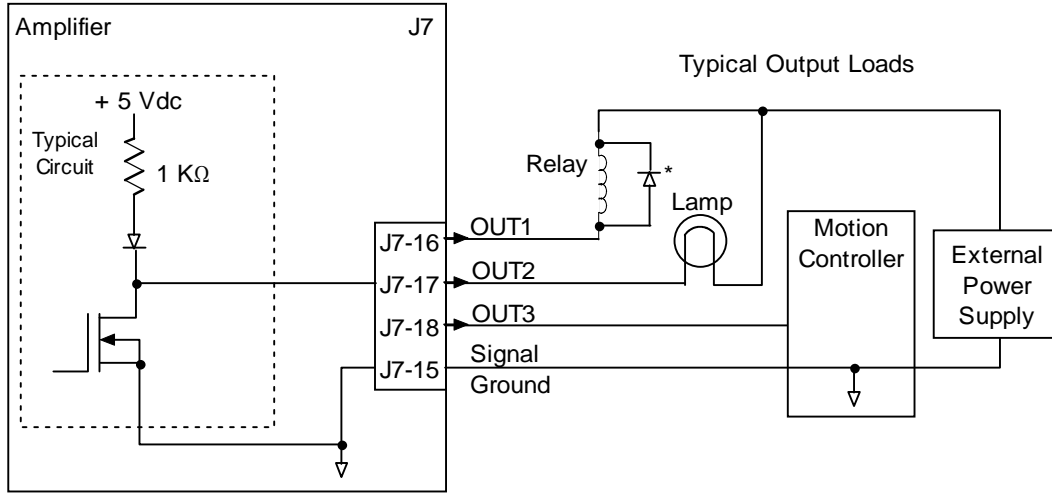 Amplifier
J7
Typical Output Loads
+ 5 Vdc
Typical
Circuit
1 KΩ
Relay
*
Lamp
J7-16
OUT1
J7-17
OUT2
J7-18
OUT3
J7-15
Signal
Ground
Motion
Controller
External
Power
Supply